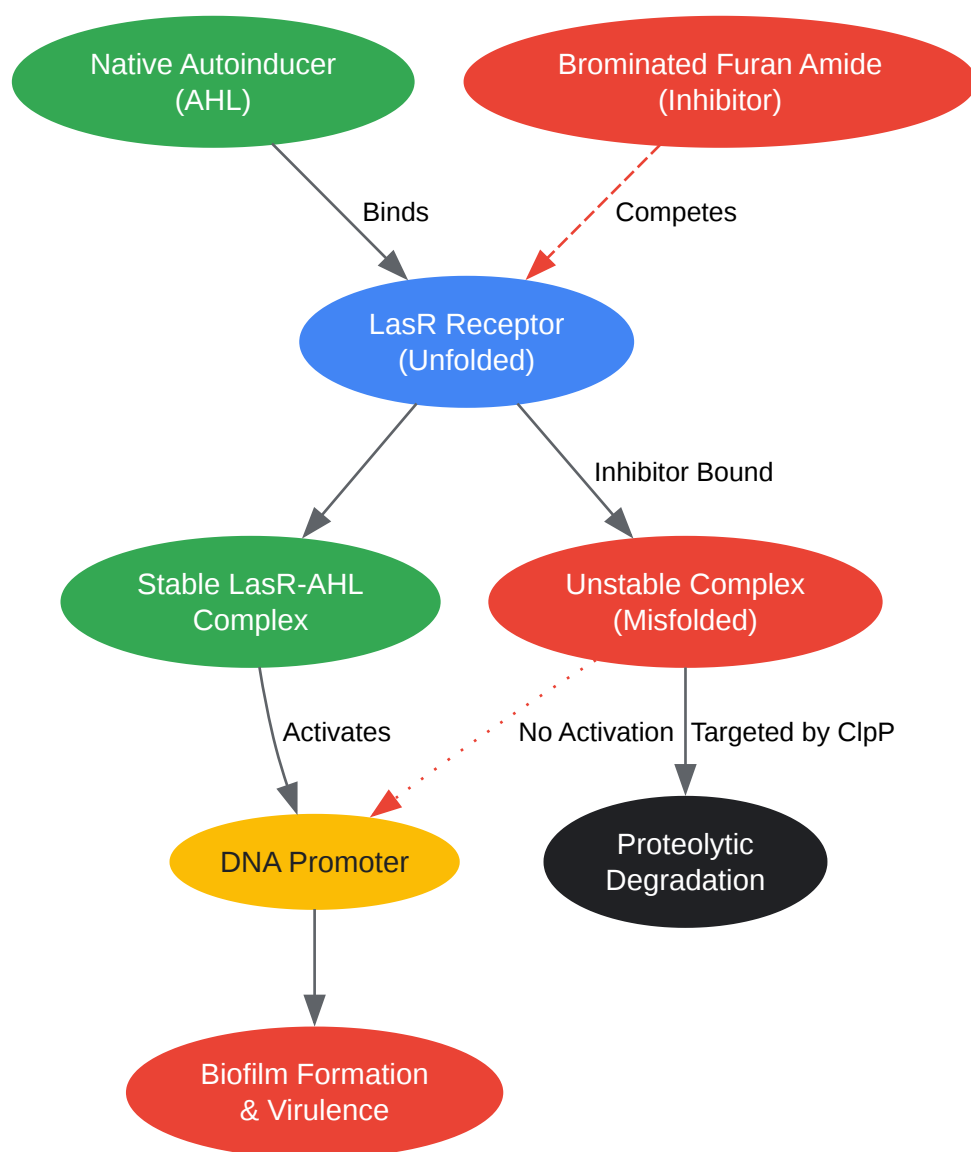 Native Autoinducer
(AHL)
Brominated Furan Amide
(Inhibitor)
Binds
Competes
LasR Receptor
(Unfolded)
Inhibitor Bound
Stable LasR-AHL
Complex
Unstable Complex
(Misfolded)
Activates
No Activation
Targeted by ClpP
DNA Promoter
Proteolytic
Degradation
Biofilm Formation
& Virulence